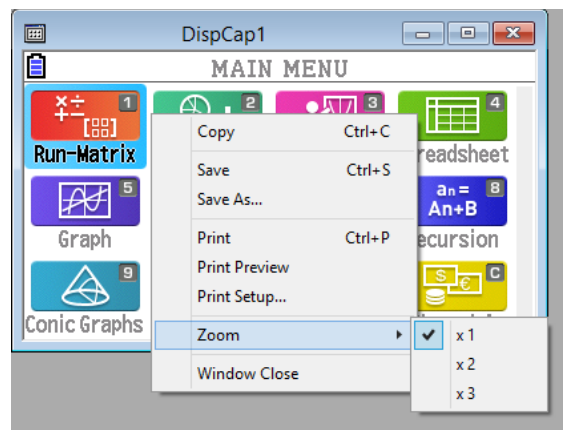 DispCap1
MAIN MENU
1
2
3
4
Run-Matrix
readsheet
5
an=
An+B
8
Graph
ecursion
9
C
Conic Graphs
Copy Ctrl+C
Save Ctrl+S
Save As...
Print Ctrl+P
Print Preview
Print Setup...
Zoom
Window Close
x 1
x 2
x 3